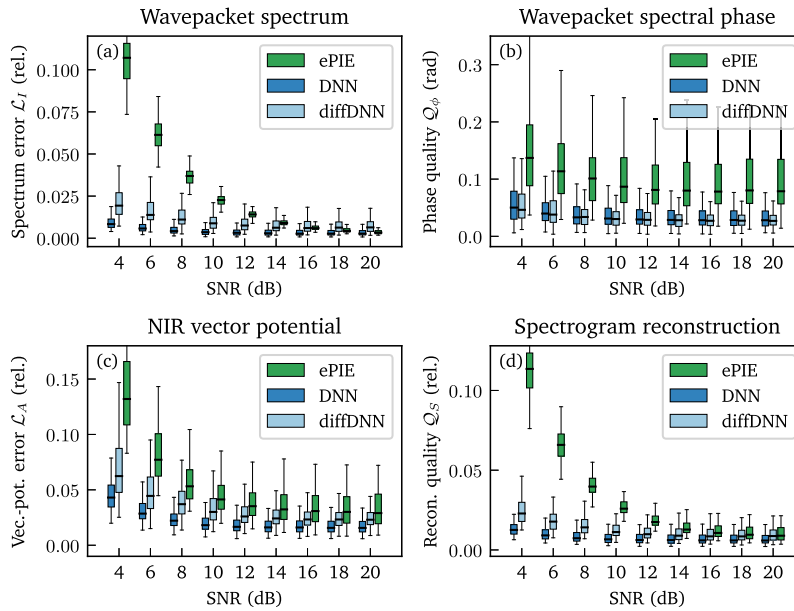 Wavepacket spectrum
(a)
ePIE
DNN
diffDNN
Spectrum error ℒ_I (rel.)
0.100
0.075
0.050
0.025
0.000
4 6 8 10 12 14 16 18 20
SNR (dB)
Wavepacket spectral phase
(b)
ePIE
DNN
diffDNN
Phase quality 𝒬_ϕ (rad)
0.3
0.2
0.1
0.0
4 6 8 10 12 14 16 18 20
SNR (dB)
NIR vector potential
(c)
ePIE
DNN
diffDNN
Vec.-pot. error ℒ_A (rel.)
0.15
0.10
0.05
0.00
4 6 8 10 12 14 16 18 20
SNR (dB)
Spectrogram reconstruction
(d)
ePIE
DNN
diffDNN
Recon. quality 𝒬_S (rel.)
0.10
0.05
0.00
4 6 8 10 12 14 16 18 20
SNR (dB)